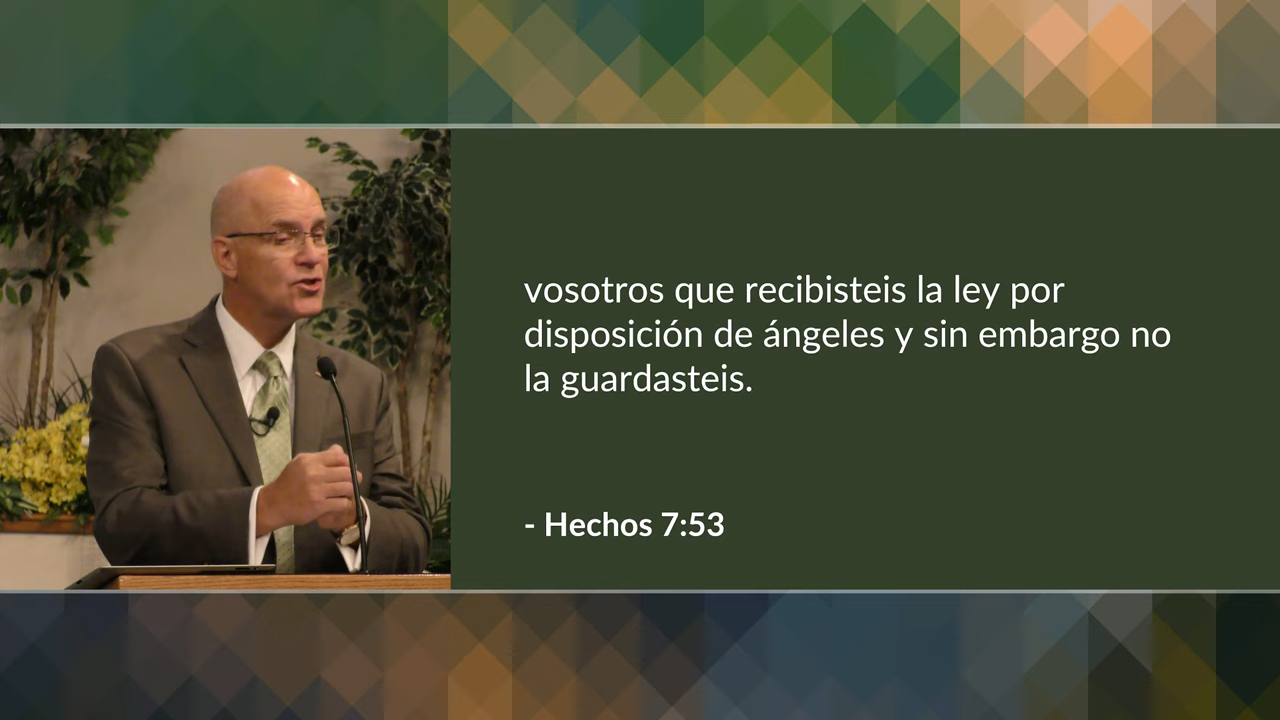 vosotros que recibisteis la ley por
disposición de ángeles y sin embargo no
la guardasteis.
- Hechos 7:53